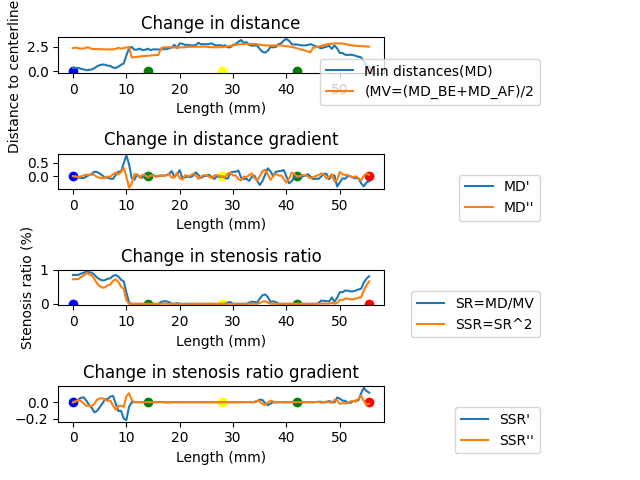 Change in distance
Distance to centerline
2.5
0.0
0 10 20 30 40 50
Length (mm)
Min distances(MD)
(MV=(MD_BE+MD_AF)/2
Change in distance gradient
0.5
0.0
0 10 20 30 40 50
Length (mm)
MD'
MD''
Change in stenosis ratio
Stenosis ratio (%)
1
0
0 10 20 30 40 50
Length (mm)
SR=MD/MV
SSR=SR^2
Change in stenosis ratio gradient
0.0
−0.2
0 10 20 30 40 50
Length (mm)
SSR'
SSR''